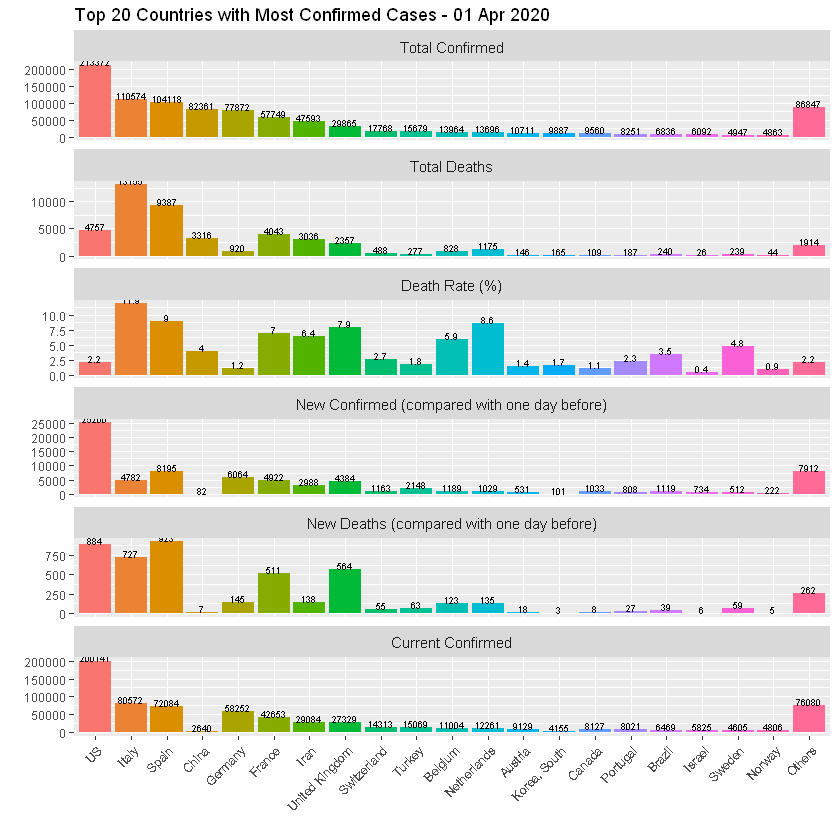 Top 20 Countries with Most Confirmed Cases - 01 Apr 2020
Total Confirmed
200000
150000
100000
50000
0
213372 110574 104118 82361 77872 57749 47593 29865 17768 15679 13964 13696 10711 9887 9560 8251 6836 6092 4947 4863 86847
Total Deaths
10000
5000
0
4757 13155 9387 3316 920 4043 3036 2357 488 277 828 1175 146 165 109 187 240 26 239 44 1914
Death Rate (%)
10.0
7.5
5.0
2.5
0.0
2.2 11.9 9 4 1.2 7 6.4 7.9 2.7 1.8 5.9 8.6 1.4 1.7 1.1 2.3 3.5 0.4 4.8 0.9 2.2
New Confirmed (compared with one day before)
25000
20000
15000
10000
5000
0
4782 8195 82 6064 4922 2988 4384 1163 2148 1189 1029 531 101 1033 808 1119 734 512 222 7912
New Deaths (compared with one day before)
750
500
250
0
884 727 923 7 145 511 138 564 55 63 123 135 18 3 8 27 39 6 59 5 262
Current Confirmed
200000
150000
100000
50000
0
200141 80572 72084 2640 58252 42653 29084 27329 14313 15069 11004 12261 9129 4155 8127 8021 6469 5825 4605 4806 76080
US Italy Spain China Germany France Iran United Kingdom Switzerland Turkey Belgium Netherlands Austria Korea, South Canada Portugal Brazil Israel Sweden Norway Others